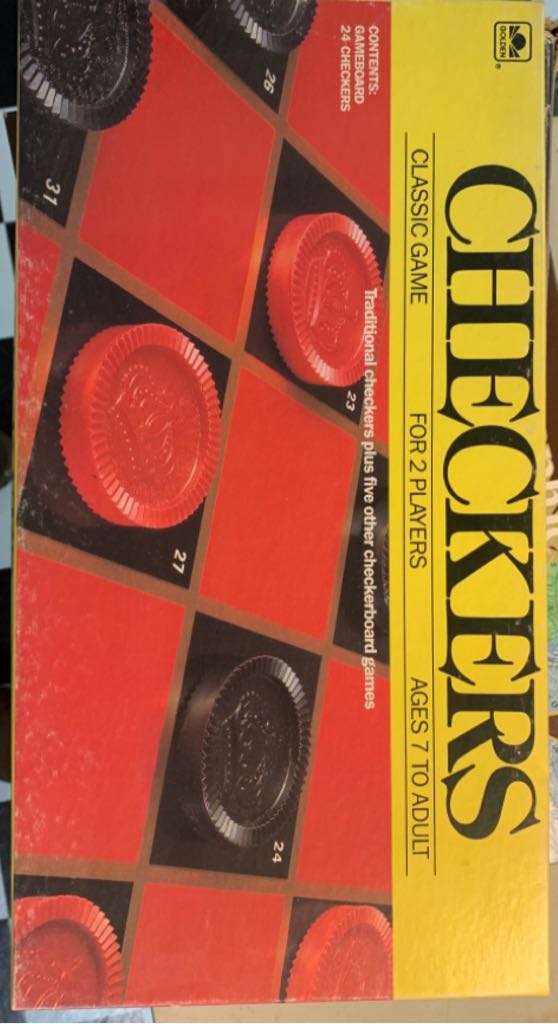 GOLDEN
®
CHECKERS
CLASSIC GAME FOR 2 PLAYERS AGES 7 TO ADULT
CONTENTS:
GAMEBOARD
24 CHECKERS
Traditional checkers plus five other checkerboard games
26
23
24
31
27